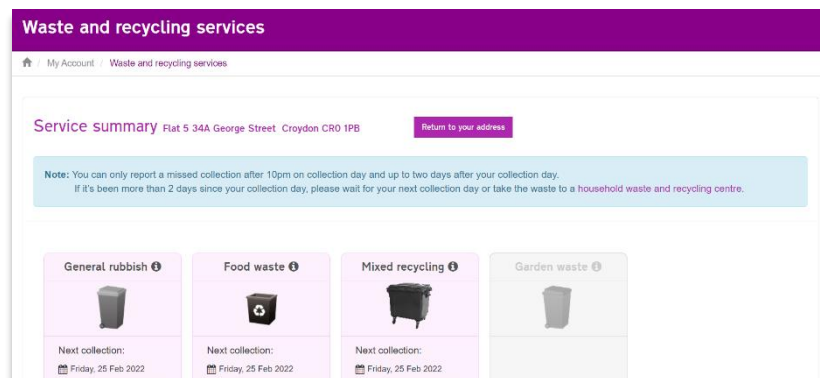 Waste and recycling services
/ My Account / Waste and recycling services
Service summary Flat 5 34A George Street Croydon CR0 1PB
Return to your address
Note: You can only report a missed collection after 10pm on collection day and up to two days after your collection day.
If it's been more than 2 days since your collection day, please wait for your next collection day or take the waste to a household waste and recycling centre.
General rubbish
Food waste
Mixed recycling
Garden waste
Next collection:
Next collection:
Next collection:
Friday, 25 Feb 2022
Friday, 25 Feb 2022
Friday, 25 Feb 2022